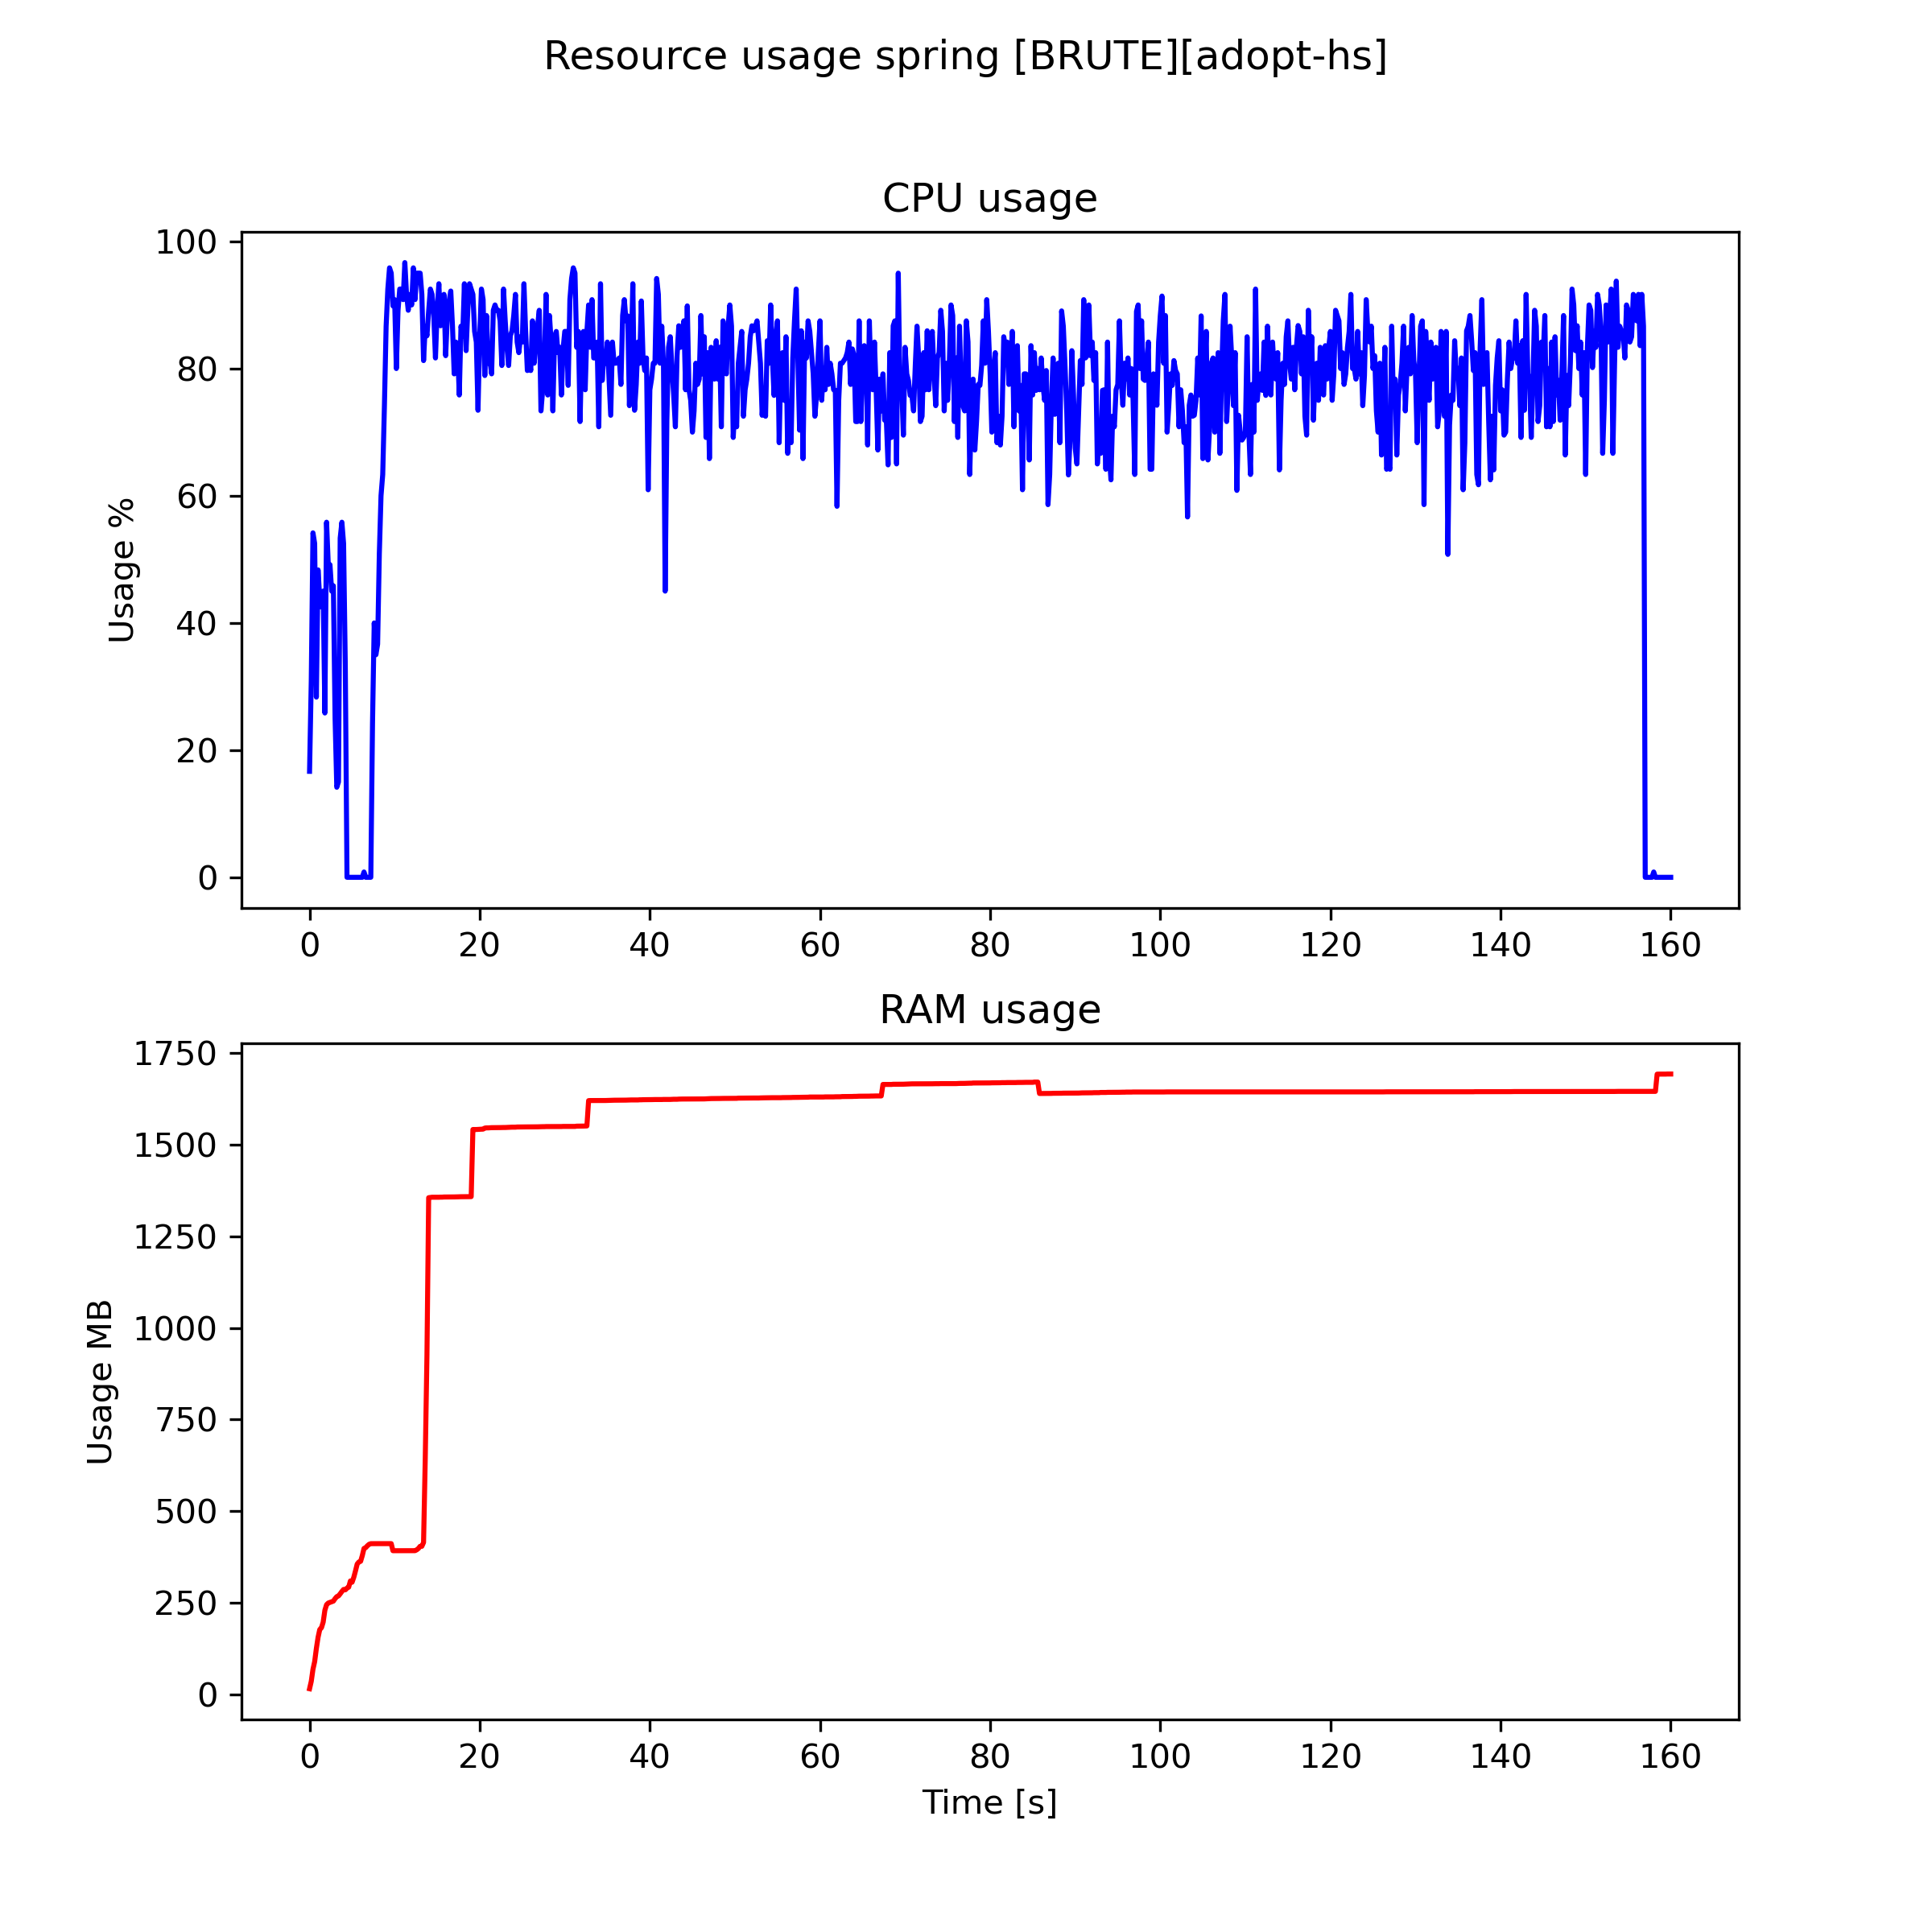 Resource usage spring [BRUTE][adopt-hs]
CPU usage
100
80
60
40
20
0
Usage %
0 20 40 60 80 100 120 140 160
RAM usage
1750
1500
1250
1000
750
500
250
0
Usage MB
0 20 40 60 80 100 120 140 160
Time [s]